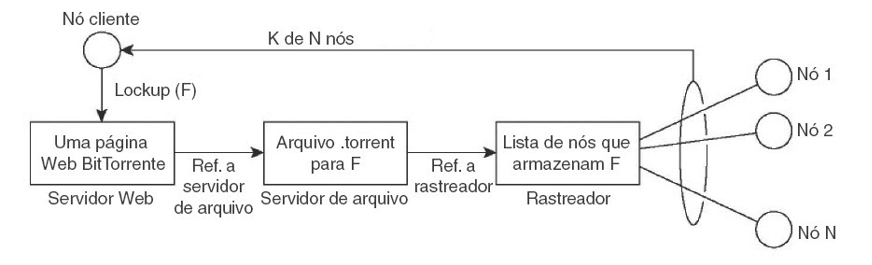 Nó cliente
K de N nós
Lockup (F)
Nó 1
Nó 2
Nó N
Uma página
Web BitTorrente
Servidor Web
Ref. a
servidor
de arquivo
Arquivo .torrent
para F
Servidor de arquivo
Ref. a
rastreador
Lista de nós que
armazenam F
Rastreador